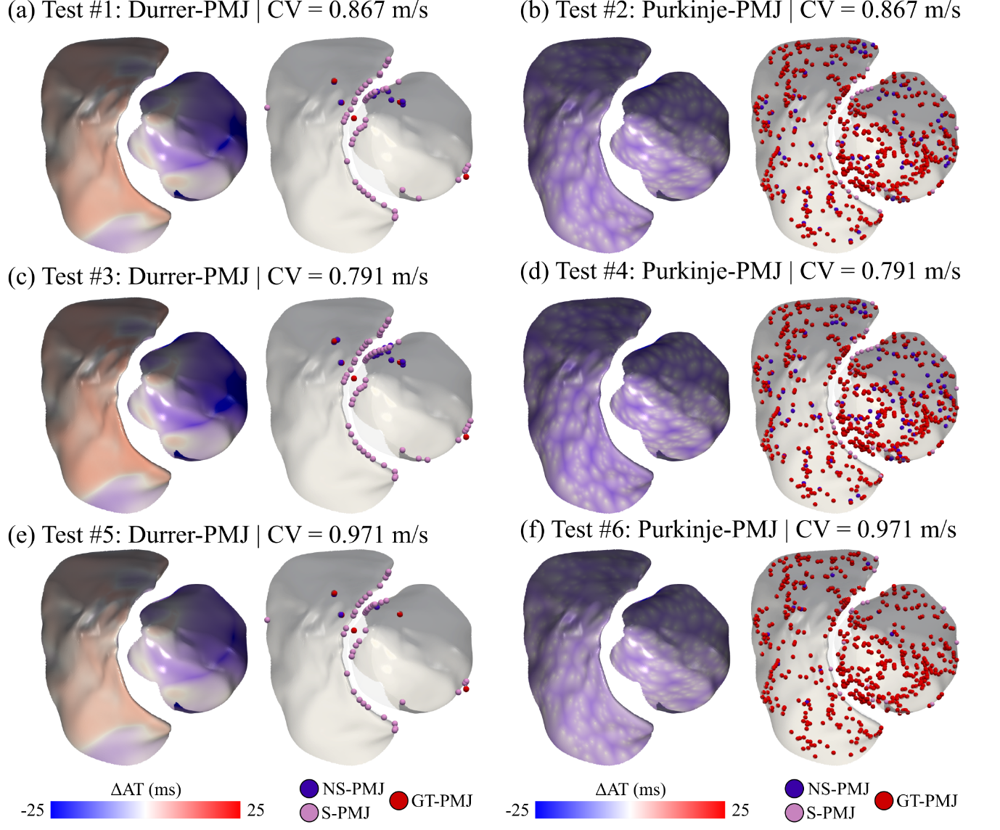 (a) Test #1: Durrer-PMJ | CV = 0.867 m/s
(b) Test #2: Purkinje-PMJ | CV = 0.867 m/s
(c) Test #3: Durrer-PMJ | CV = 0.791 m/s
(d) Test #4: Purkinje-PMJ | CV = 0.791 m/s
(e) Test #5: Durrer-PMJ | CV = 0.971 m/s
(f) Test #6: Purkinje-PMJ | CV = 0.971 m/s
ΔAT (ms)
-25 25
NS-PMJ
S-PMJ
GT-PMJ
ΔAT (ms)
-25 25
NS-PMJ
S-PMJ
GT-PMJ